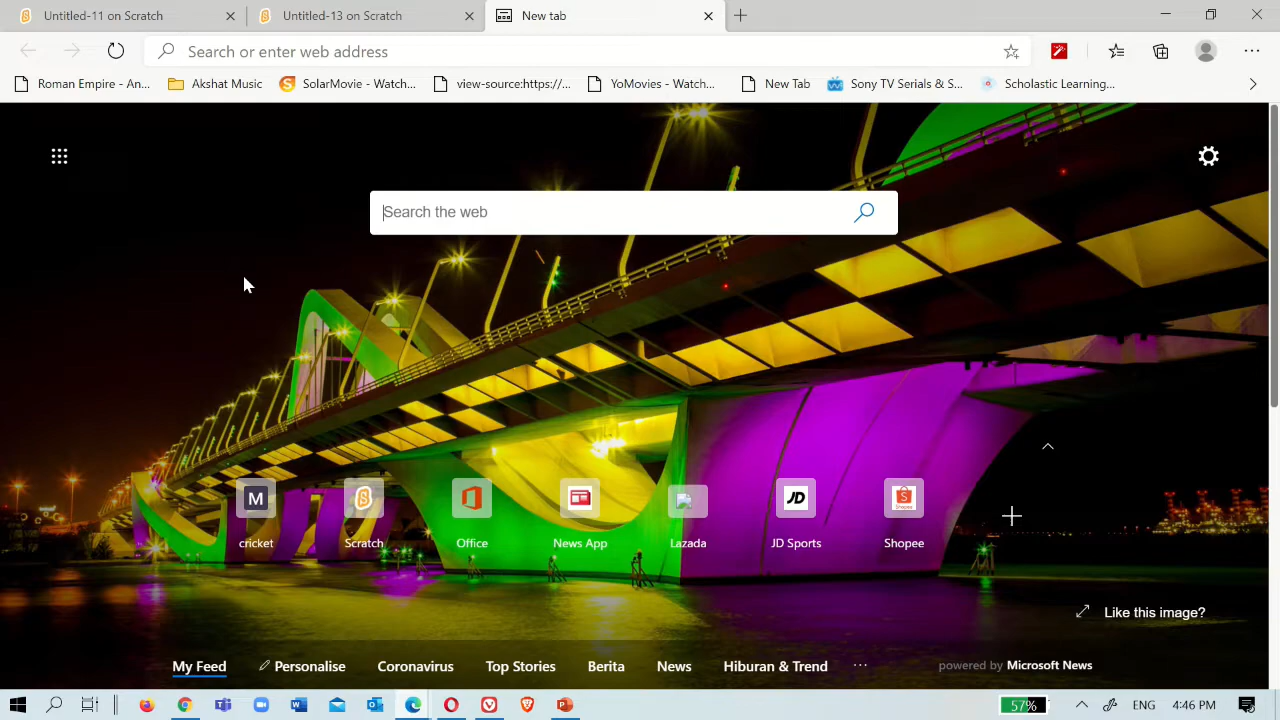 Untitled-11 on Scratch
Untitled-13 on Scratch
New tab
Search or enter web address
Roman Empire - An...
Akshat Music
SolarMovie - Watch...
view-source:https://...
YoMovies - Watch...
New Tab
Sony TV Serials & S...
Scholastic Learning...
Search the web
M
cricket
Scratch
Office
News App
Lazada
JD
JD Sports
Shopee
Like this image?
My Feed
Personalise
Coronavirus
Top Stories
Berita
News
Hiburan & Trend
powered by Microsoft News
57%
ENG
4:46 PM